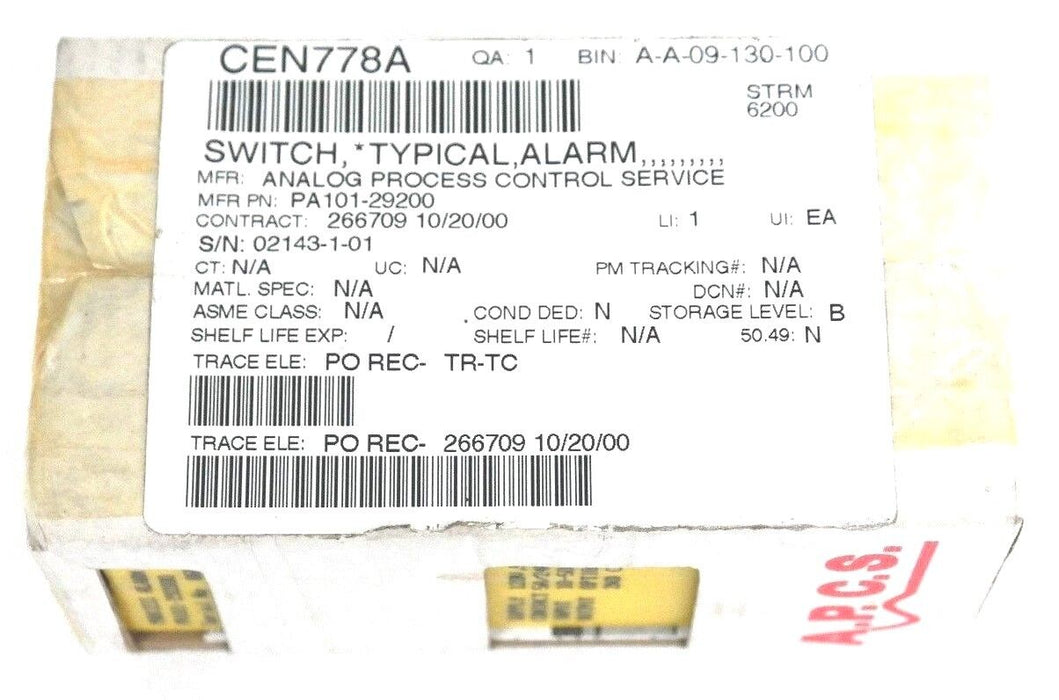 CEN778A QA: 1 BIN: A-A-09-130-100
STRM
6200
SWITCH,*TYPICAL,ALARM,,,,,,,,,
MFR: ANALOG PROCESS CONTROL SERVICE
MFR PN: PA101-29200
CONTRACT: 266709 10/20/00 LI: 1 UI: EA
S/N: 02143-1-01
CT: N/A UC: N/A PM TRACKING#: N/A
MATL. SPEC: N/A DCN#: N/A
ASME CLASS: N/A COND DED: N STORAGE LEVEL: B
SHELF LIFE EXP: / SHELF LIFE#: N/A 50.49: N
TRACE ELE: PO REC- TR-TC
TRACE ELE: PO REC- 266709 10/20/00
A.P.C.S.